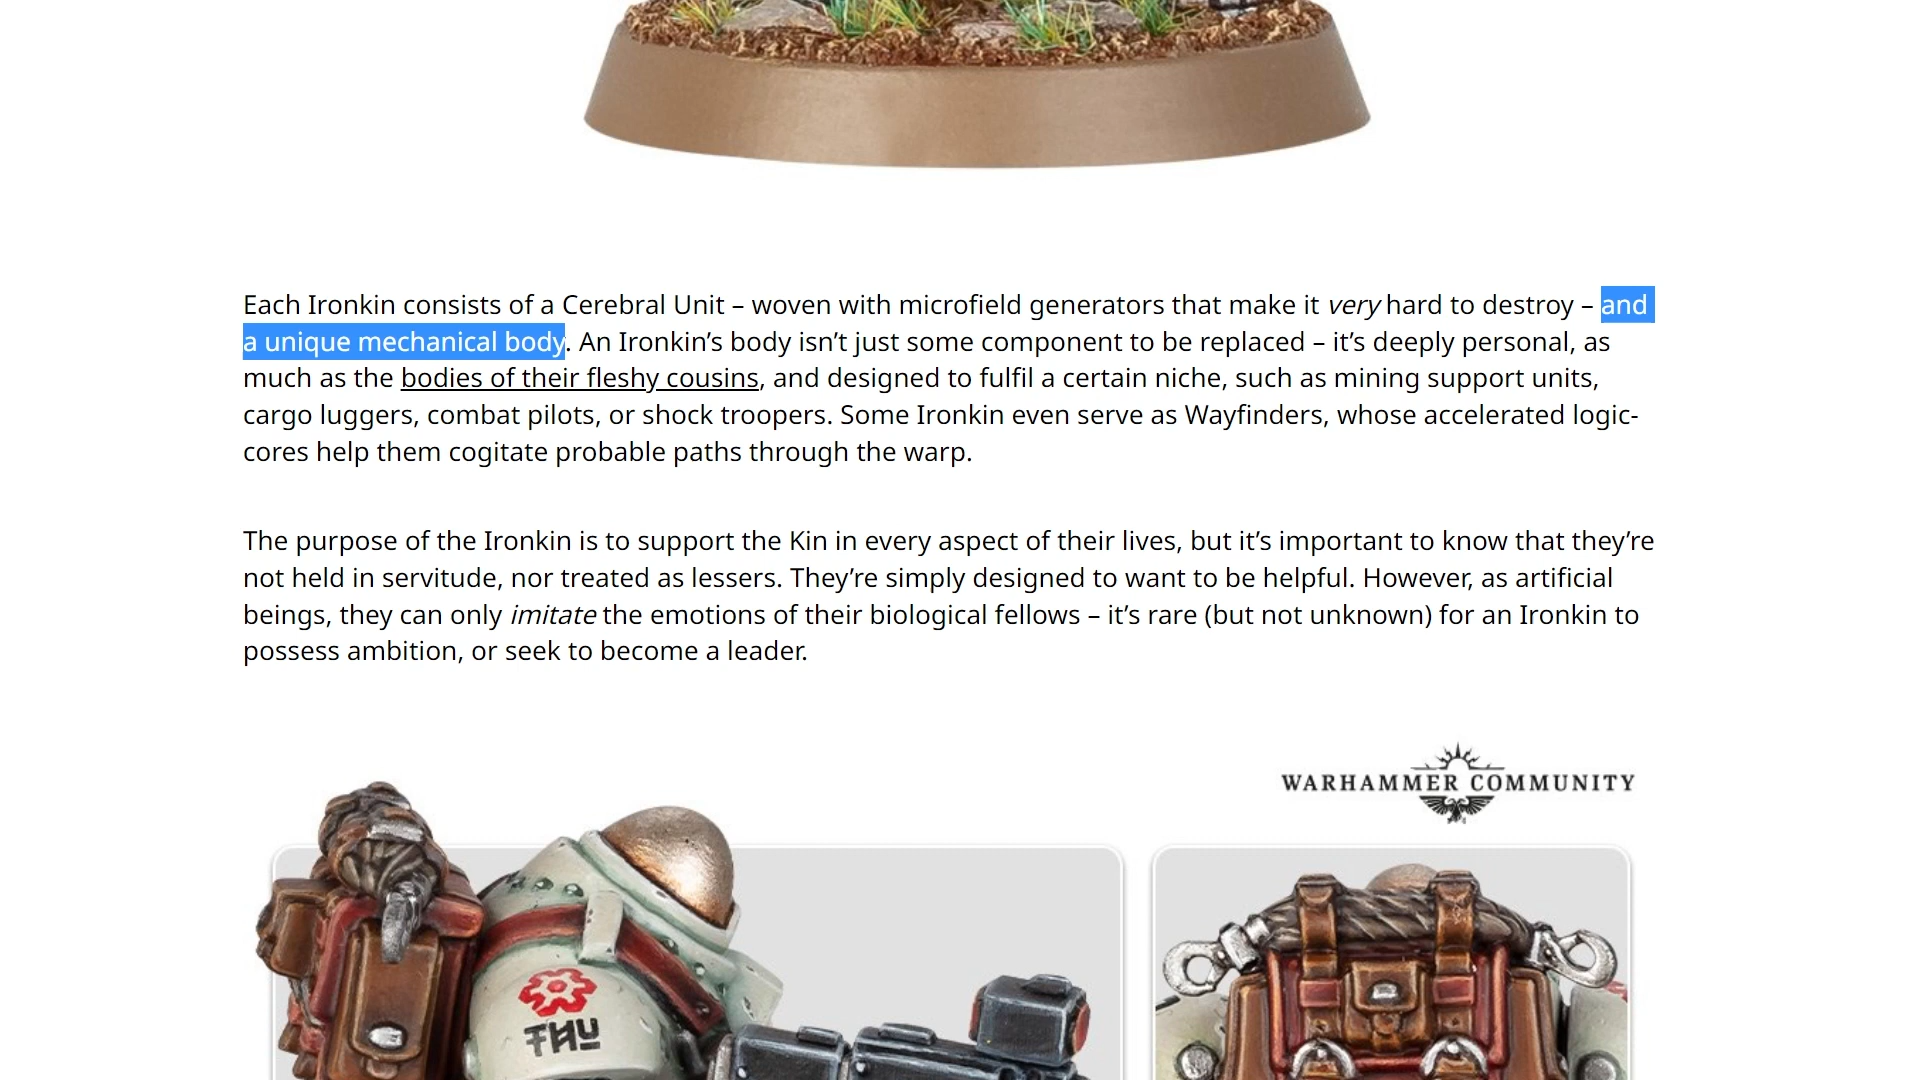 Each Ironkin consists of a Cerebral Unit – woven with microfield generators that make it very hard to destroy – and
a unique mechanical body. An Ironkin’s body isn’t just some component to be replaced – it’s deeply personal, as
much as the bodies of their fleshy cousins, and designed to fulfil a certain niche, such as mining support units,
cargo luggers, combat pilots, or shock troopers. Some Ironkin even serve as Wayfinders, whose accelerated logic-
cores help them cogitate probable paths through the warp.
The purpose of the Ironkin is to support the Kin in every aspect of their lives, but it’s important to know that they’re
not held in servitude, nor treated as lessers. They’re simply designed to want to be helpful. However, as artificial
beings, they can only imitate the emotions of their biological fellows – it’s rare (but not unknown) for an Ironkin to
possess ambition, or seek to become a leader.
WARHAMMER COMMUNITY